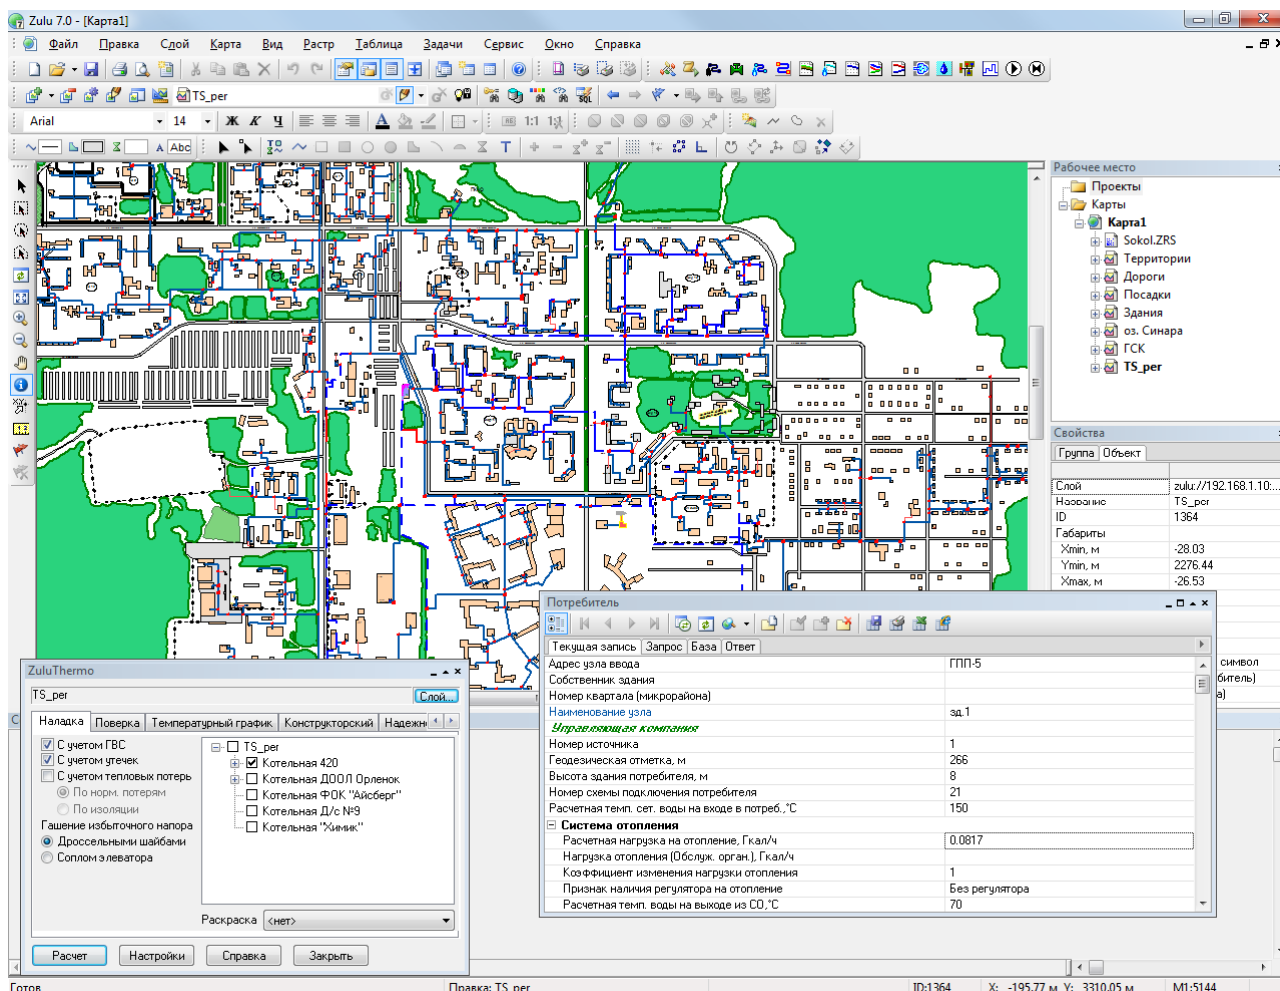 Zulu 7.0 - [Карта1]
Файл Правка Слой Карта Вид Растр Таблица Задачи Сервис Окно Справка
TS_per SQL
Arial 14 Ж К Ч А 1:1
A Abc T
Рабочее место
Проекты
Карты
Карта1
Sokol.ZRS
Территории
Дороги
Посадки
Здания
оз. Синара
ГСК
TS_per
Свойства
Группа Объект
Слой zulu://192.168.1.10:...
Название TS_per
ID 1364
Габариты
Xmin, м -28.03
Ymin, м 2276.44
Xmax, м -26.53
символ
Потребитель
Текущая запись Запрос База Ответ
Адрес узла ввода ГПП-5
Собственник здания
Номер квартала (микрорайона)
Наименование узла зд.1
Управляющая компания
Номер источника 1
Геодезическая отметка, м 266
Высота здания потребителя, м 8
Номер схемы подключения потребителя 21
Расчетная темп. сет. воды на входе в потреб.,°C 150
Система отопления
Расчетная нагрузка на отопление, Гкал/ч 0.0817
Нагрузка отопления (Обслуж. орган.), Гкал/ч
Коэффициент изменения нагрузки отопления 1
Признак наличия регулятора на отопление Без регулятора
Расчетная темп. воды на выходе из СО,°C 70
ZuluThermo
TS_per Слой...
Наладка Поверка Температурный график Конструкторский Надежн
С учетом ГВС
С учетом утечек
С учетом тепловых потерь
По норм. потерям
По изоляции
Гашение избыточного напора
Дроссельными шайбами
Соплом элеватора
TS_per
Котельная 420
Котельная ДООЛ Орленок
Котельная ФОК "Айсберг"
Котельная Д/с №9
Котельная "Химик"
Раскраска <нет>
Расчет Настройки Справка Закрыть
Готов Правка: TS_per ID:1364 X: -195.77 м Y: 3310.05 м М1:5144